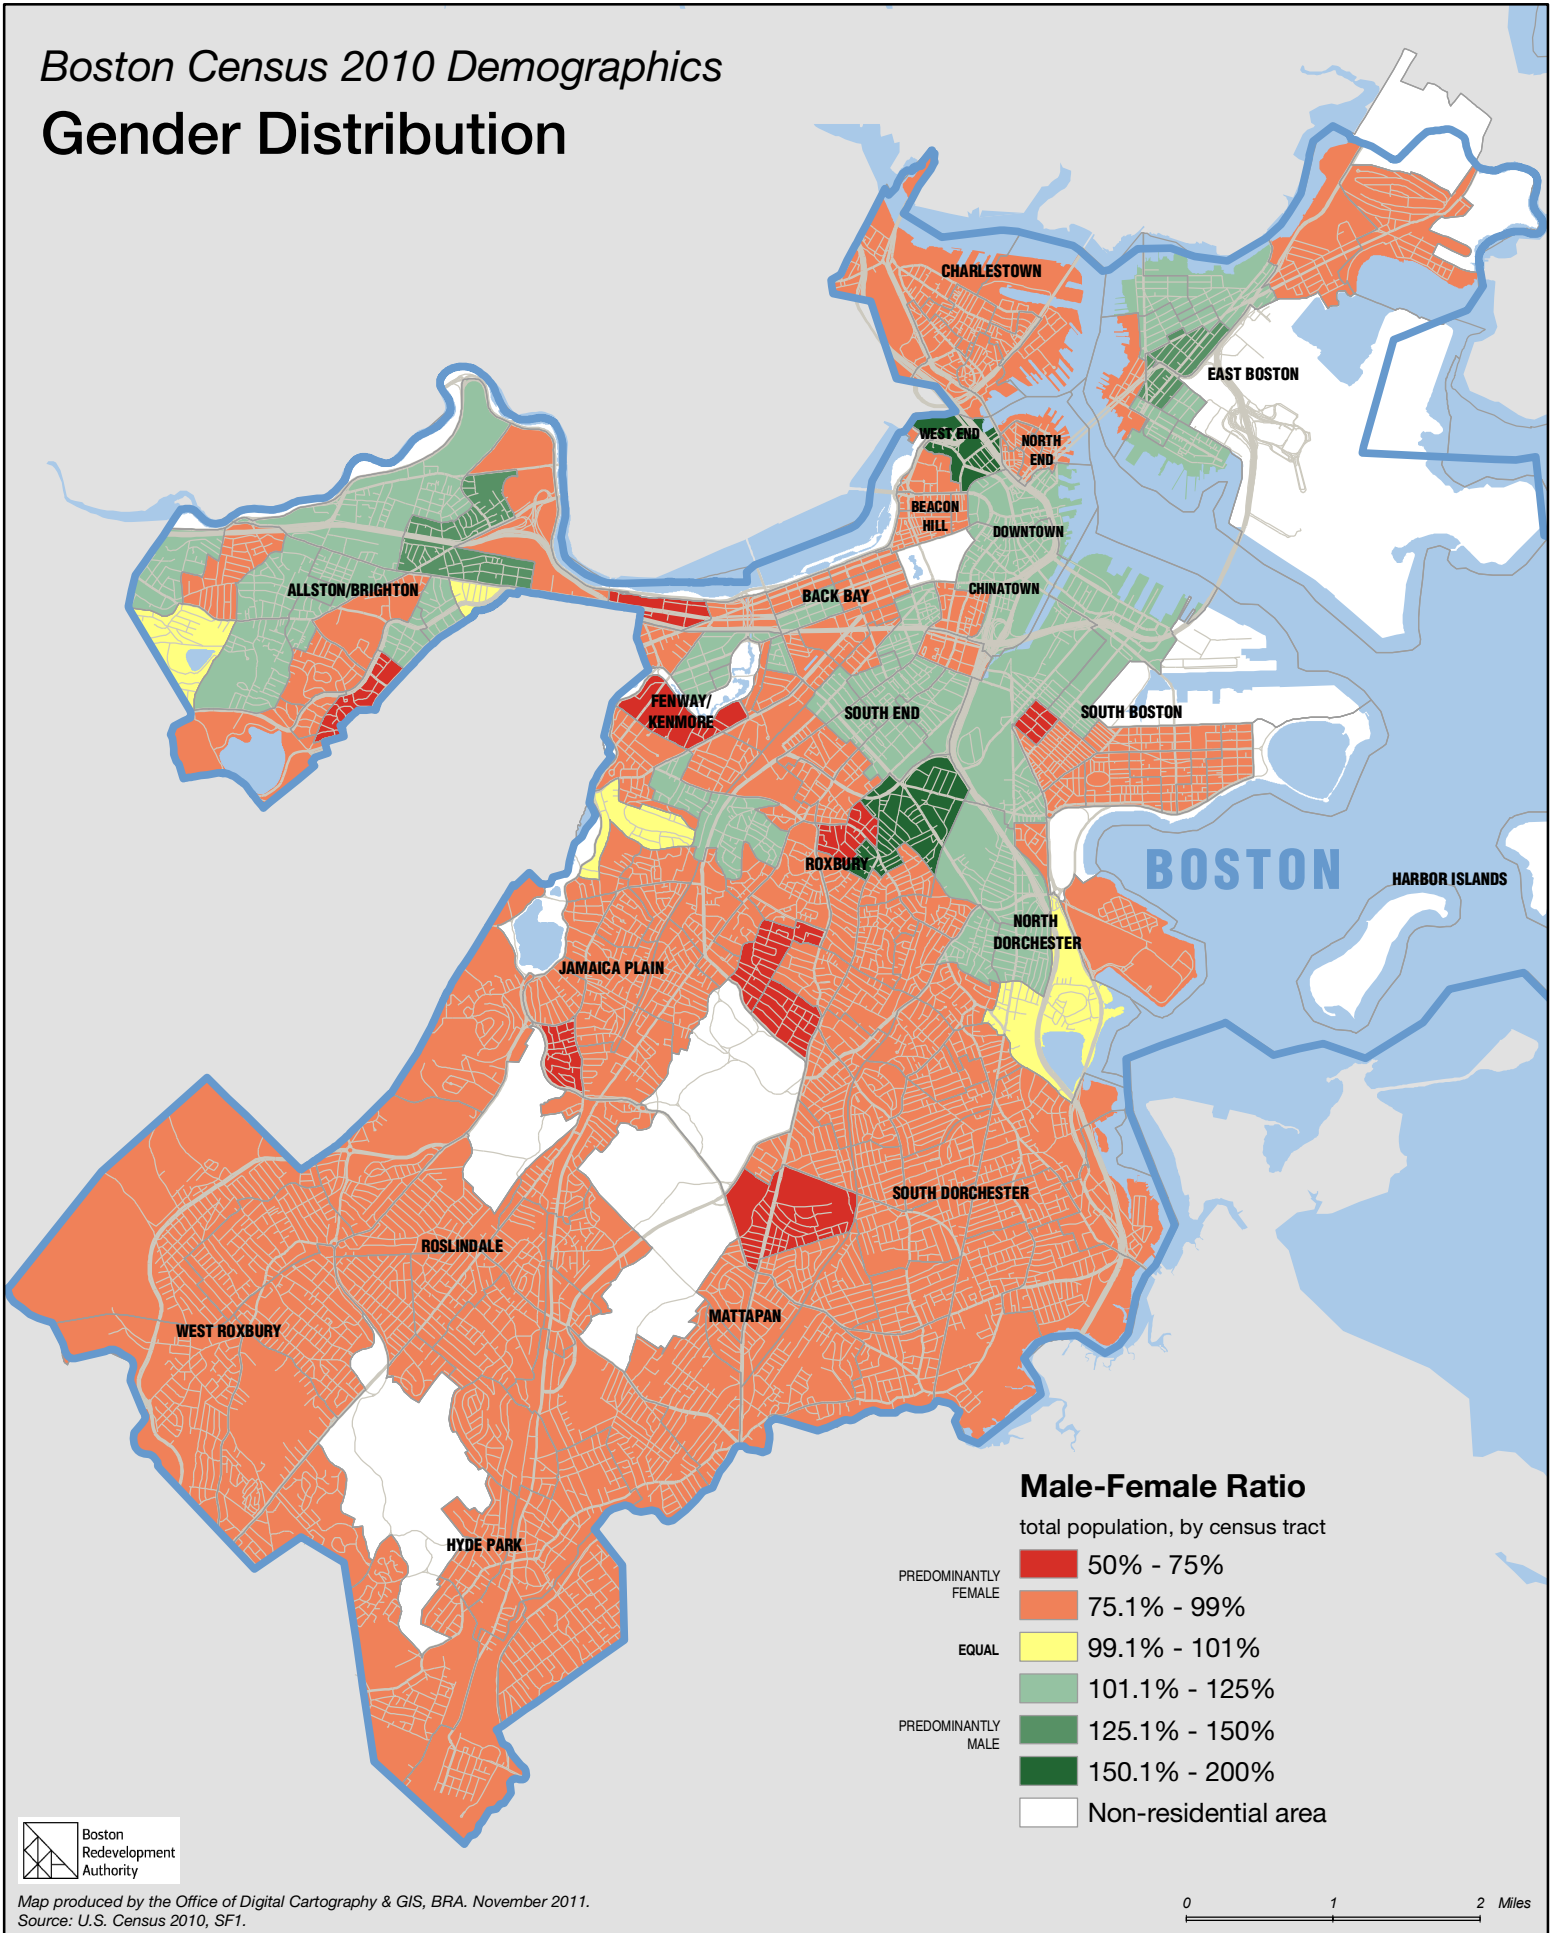 Boston Census 2010 Demographics
Gender Distribution
CHARLESTOWN
EAST BOSTON
WEST END
NORTH
END
BEACON
HILL
DOWNTOWN
ALLSTON/BRIGHTON
BACK BAY
CHINATOWN
FENWAY/
KENMORE
SOUTH END
SOUTH BOSTON
ROXBURY
BOSTON
HARBOR ISLANDS
NORTH
DORCHESTER
JAMAICA PLAIN
SOUTH DORCHESTER
ROSLINDALE
WEST ROXBURY
MATTAPAN
HYDE PARK
Male-Female Ratio
total population, by census tract
PREDOMINANTLY
FEMALE
50% - 75%
75.1% - 99%
EQUAL
99.1% - 101%
101.1% - 125%
PREDOMINANTLY
MALE
125.1% - 150%
150.1% - 200%
Non-residential area
Boston
Redevelopment
Authority
Map produced by the Office of Digital Cartography & GIS, BRA. November 2011.
Source: U.S. Census 2010, SF1.
0 1 2 Miles